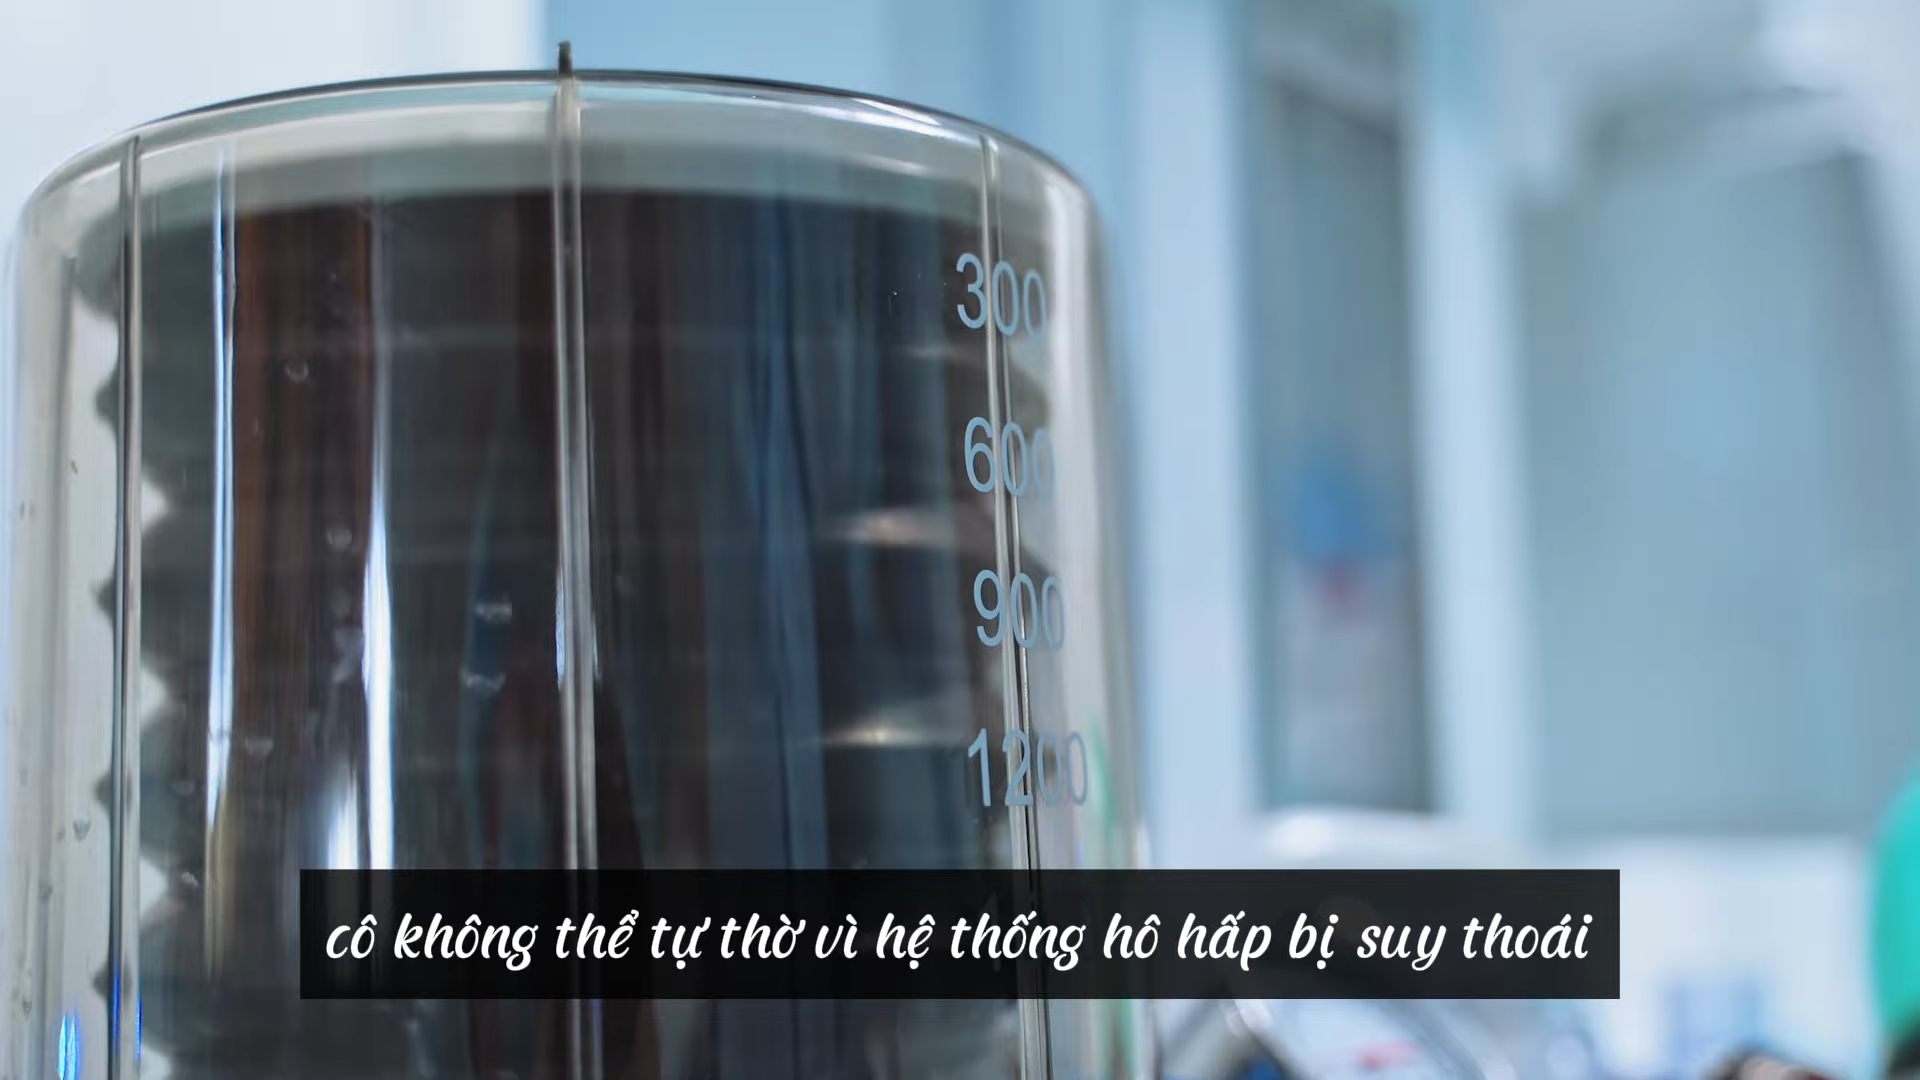 300
600
900
1200
cô không thể tự thờ vì hệ thống hô hấp bị suy thoái